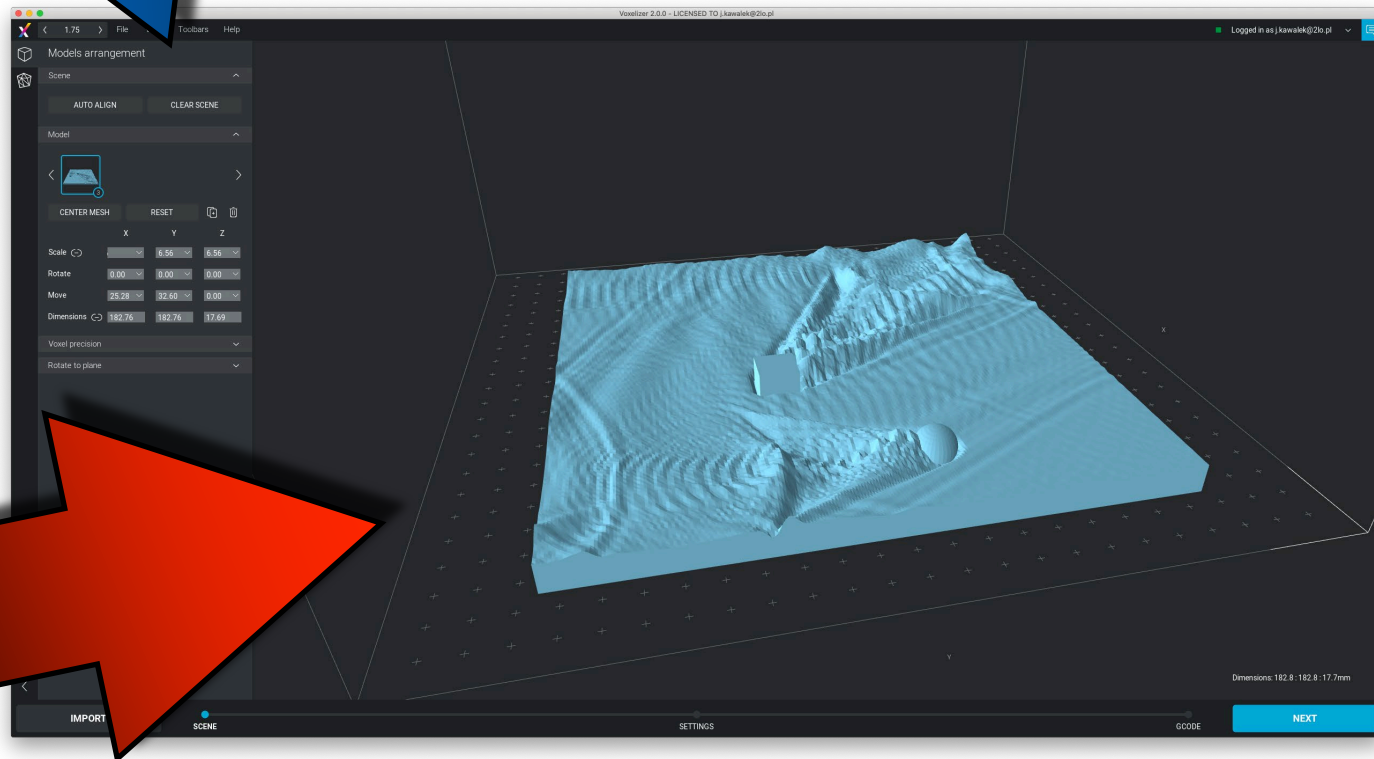 Voxelizer 2.0.0 - LICENSED TO j.kawalek@2lo.pl
1.75 File Toolbars Help
Logged in as j.kawalek@2lo.pl
Models arrangement
Scene
AUTO ALIGN CLEAR SCENE
Model
3
CENTER MESH RESET
X Y Z
Scale 6.56 6.56
Rotate 0.00 0.00 0.00
Move 25.28 32.60 0.00
Dimensions 182.76 182.76 17.69
Voxel precision
Rotate to plane
X
Y
Dimensions: 182.8 : 182.8 : 17.7mm
IMPORT
SCENE
SETTINGS
GCODE
NEXT